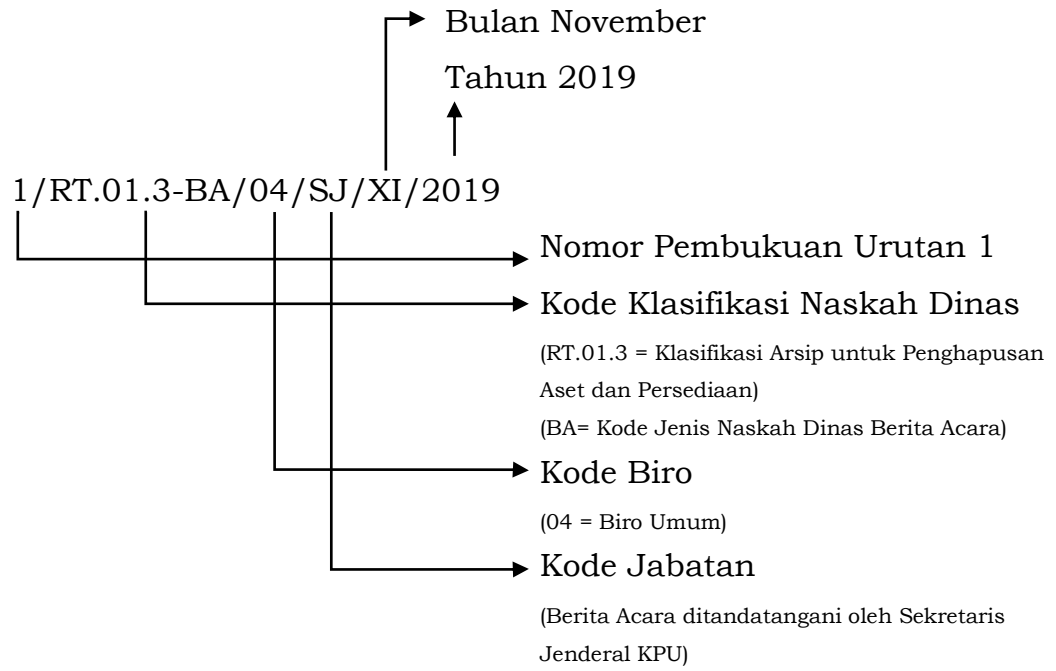 Bulan November
Tahun 2019
1/RT.01.3-BA/04/SJ/XI/2019
Nomor Pembukuan Urutan 1
Kode Klasifikasi Naskah Dinas
(RT.01.3 = Klasifikasi Arsip untuk Penghapusan
Aset dan Persediaan)
(BA= Kode Jenis Naskah Dinas Berita Acara)
Kode Biro
(04 = Biro Umum)
Kode Jabatan
(Berita Acara ditandatangani oleh Sekretaris
Jenderal KPU)